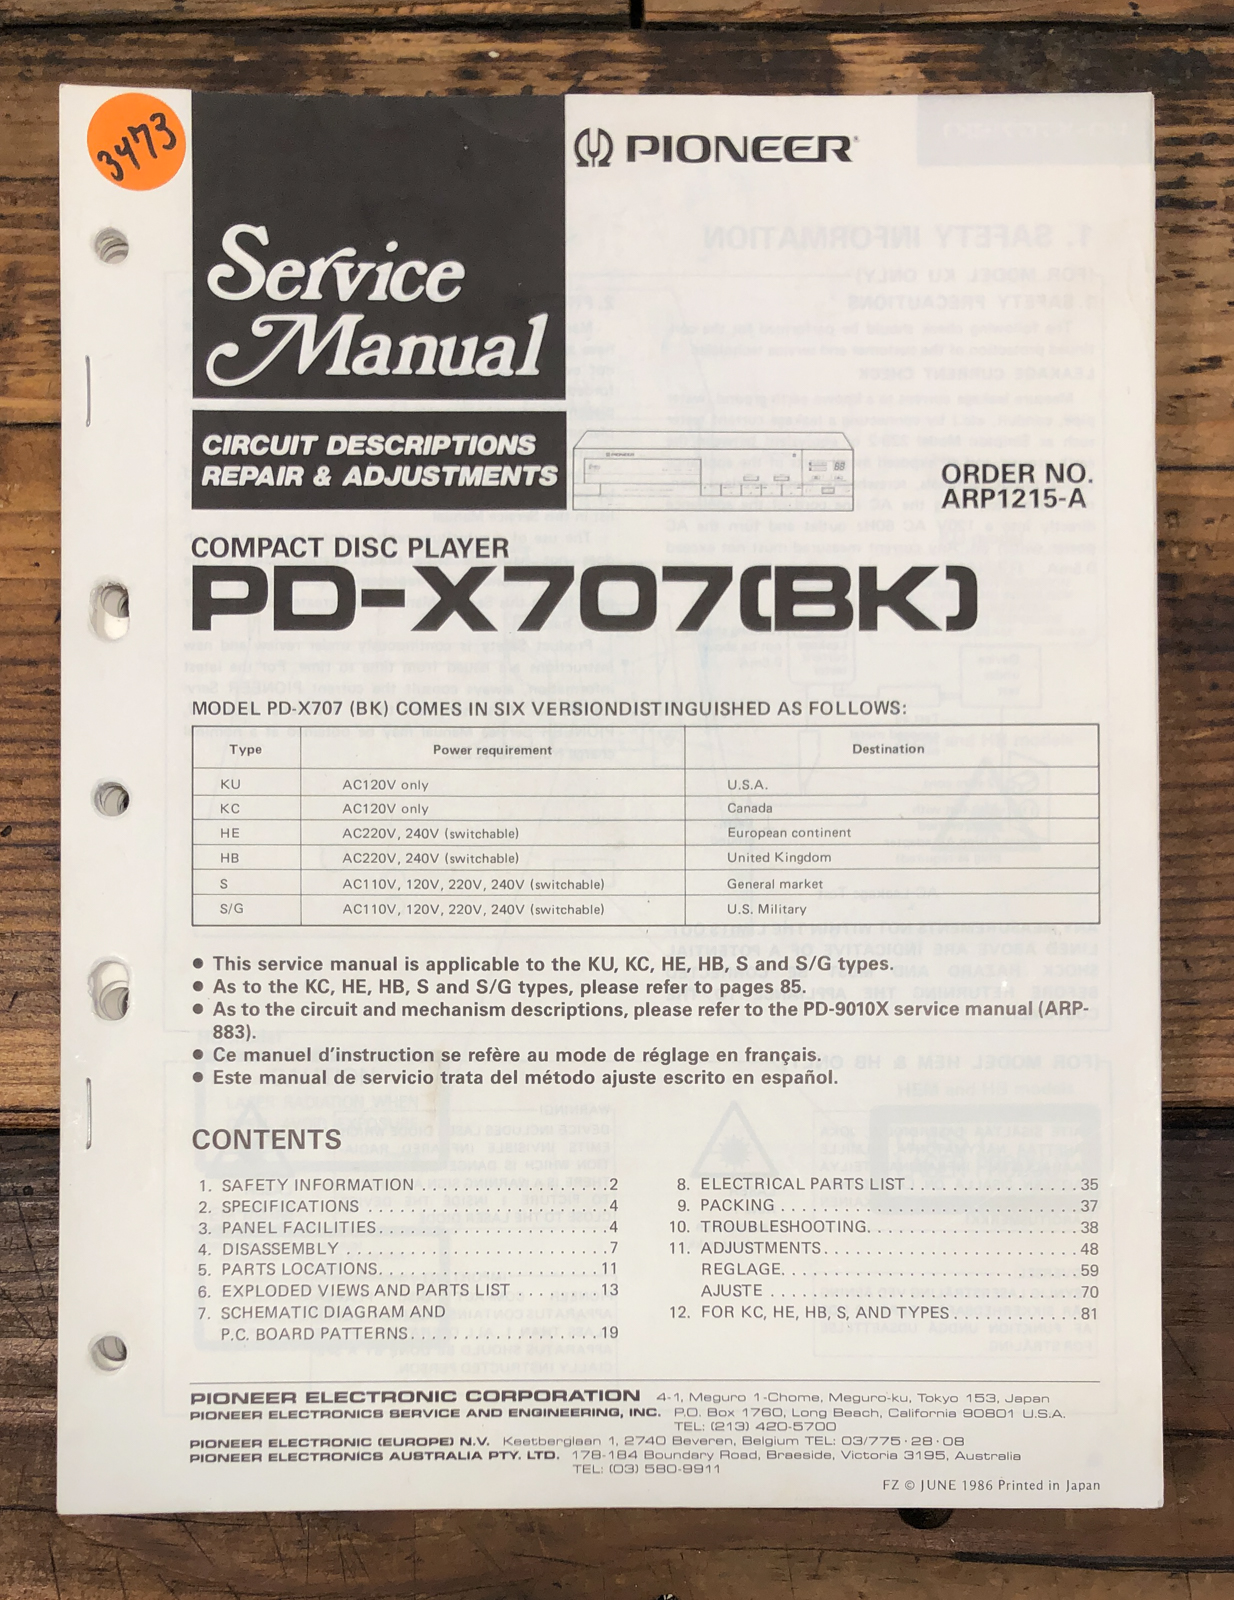 3473
PIONEER
Service
Manual
CIRCUIT DESCRIPTIONS
REPAIR & ADJUSTMENTS
ORDER NO.
ARP1215-A
COMPACT DISC PLAYER
PD-X707(BK)
MODEL PD-X707 (BK) COMES IN SIX VERSIONDISTINGUISHED AS FOLLOWS:
Type Power requirement Destination
KU AC120V only U.S.A.
KC AC120V only Canada
HE AC220V, 240V (switchable) European continent
HB AC220V, 240V (switchable) United Kingdom
S AC110V, 120V, 220V, 240V (switchable) General market
S/G AC110V, 120V, 220V, 240V (switchable) U.S. Military
● This service manual is applicable to the KU, KC, HE, HB, S and S/G types.
● As to the KC, HE, HB, S and S/G types, please refer to pages 85.
● As to the circuit and mechanism descriptions, please refer to the PD-9010X service manual (ARP-
883).
● Ce manuel d'instruction se refère au mode de réglage en français.
● Este manual de servicio trata del método ajuste escrito en español.
CONTENTS
1. SAFETY INFORMATION . . . . . . . . . . . . . . . . . . 2
2. SPECIFICATIONS . . . . . . . . . . . . . . . . . . . . . . . 4
3. PANEL FACILITIES. . . . . . . . . . . . . . . . . . . . . . 4
4. DISASSEMBLY . . . . . . . . . . . . . . . . . . . . . . . . . 7
5. PARTS LOCATIONS. . . . . . . . . . . . . . . . . . . . . 11
6. EXPLODED VIEWS AND PARTS LIST . . . . . . . . 13
7. SCHEMATIC DIAGRAM AND
P.C. BOARD PATTERNS. . . . . . . . . . . . . . . . . . 19
8. ELECTRICAL PARTS LIST . . . . . . . . . . . . . . . . . 35
9. PACKING . . . . . . . . . . . . . . . . . . . . . . . . . . . . 37
10. TROUBLESHOOTING. . . . . . . . . . . . . . . . . . . . 38
11. ADJUSTMENTS. . . . . . . . . . . . . . . . . . . . . . . . 48
REGLAGE. . . . . . . . . . . . . . . . . . . . . . . . . . . . 59
AJUSTE . . . . . . . . . . . . . . . . . . . . . . . . . . . . . 70
12. FOR KC, HE, HB, S, AND TYPES. . . . . . . . . . . . 81
PIONEER ELECTRONIC CORPORATION 4-1, Meguro 1-Chome, Meguro-ku, Tokyo 153, Japan
PIONEER ELECTRONICS SERVICE AND ENGINEERING, INC. P.O. Box 1760, Long Beach, California 90801 U.S.A.
TEL: (213) 420-5700
PIONEER ELECTRONIC (EUROPE) N.V. Keetberglaan 1, 2740 Beveren, Belgium TEL: 03/775·28·08
PIONEER ELECTRONICS AUSTRALIA PTY. LTD. 178-184 Boundary Road, Braeside, Victoria 3195, Australia
TEL: (03) 580-9911
FZ © JUNE 1986 Printed in Japan